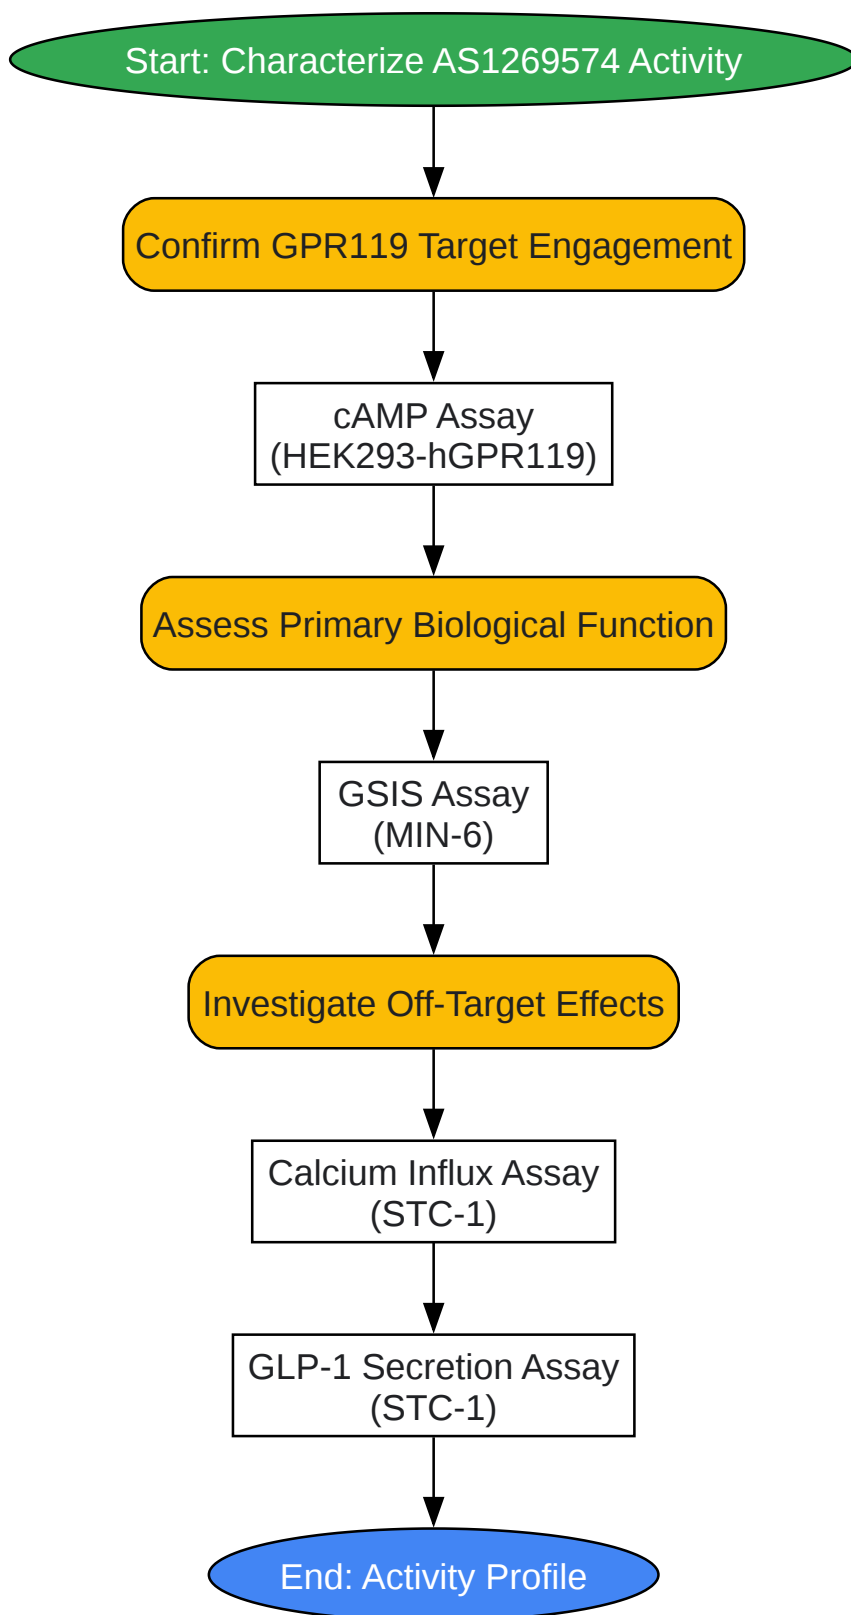 Start: Characterize AS1269574 Activity
Confirm GPR119 Target Engagement
cAMP Assay
(HEK293-hGPR119)
Assess Primary Biological Function
GSIS Assay
(MIN-6)
Investigate Off-Target Effects
Calcium Influx Assay
(STC-1)
GLP-1 Secretion Assay
(STC-1)
End: Activity Profile